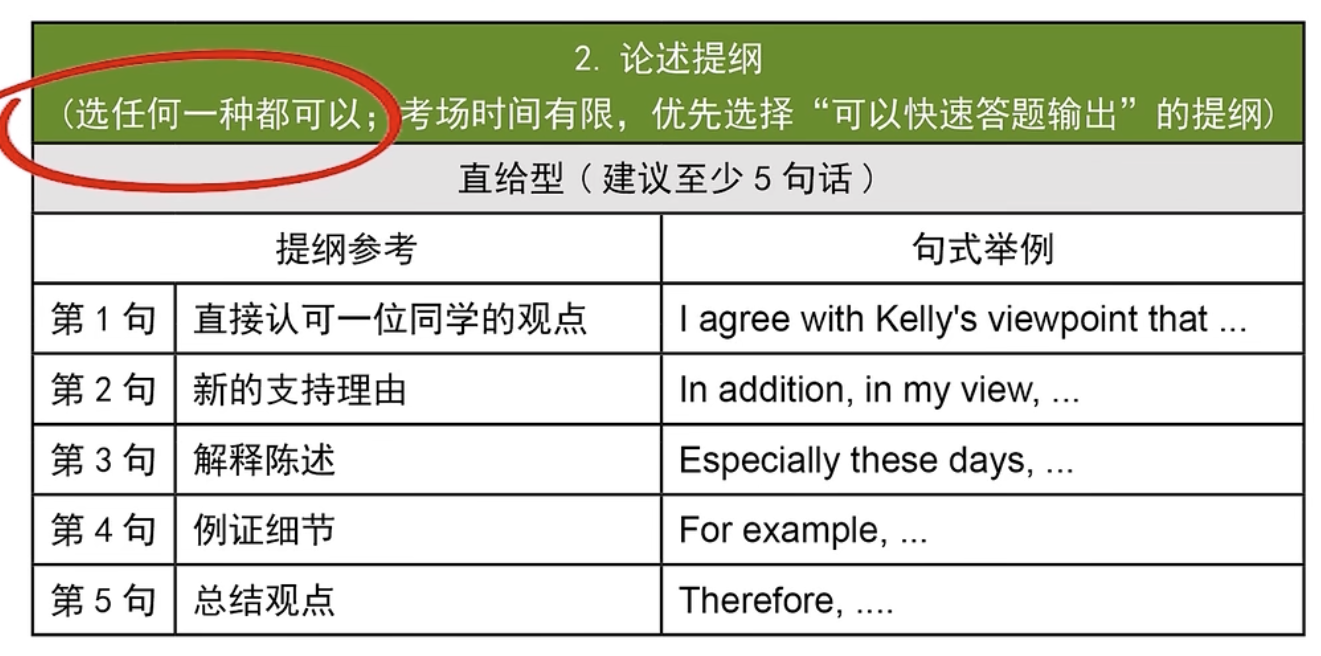 2. 论述提纲
(选任何一种都可以；考场时间有限，优先选择“可以快速答题输出”的提纲)
直给型（建议至少 5 句话）
提纲参考 句式举例
第 1 句 直接认可一位同学的观点 I agree with Kelly's viewpoint that ...
第 2 句 新的支持理由 In addition, in my view, ...
第 3 句 解释陈述 Especially these days, ...
第 4 句 例证细节 For example, ...
第 5 句 总结观点 Therefore, ....